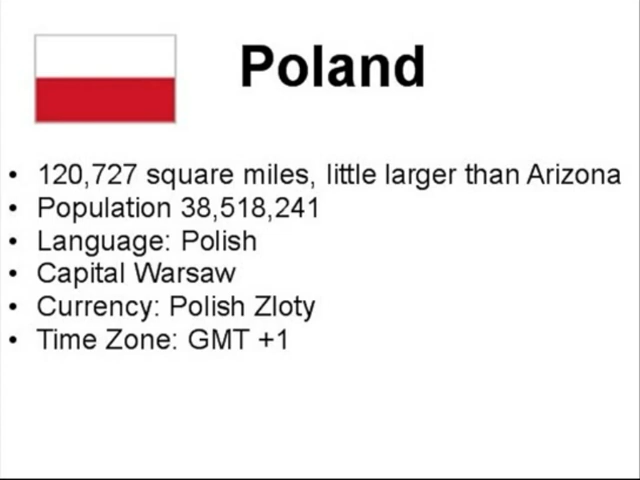 Poland
• 120,727 square miles, little larger than Arizona
• Population 38,518,241
• Language: Polish
• Capital Warsaw
• Currency: Polish Zloty
• Time Zone: GMT +1